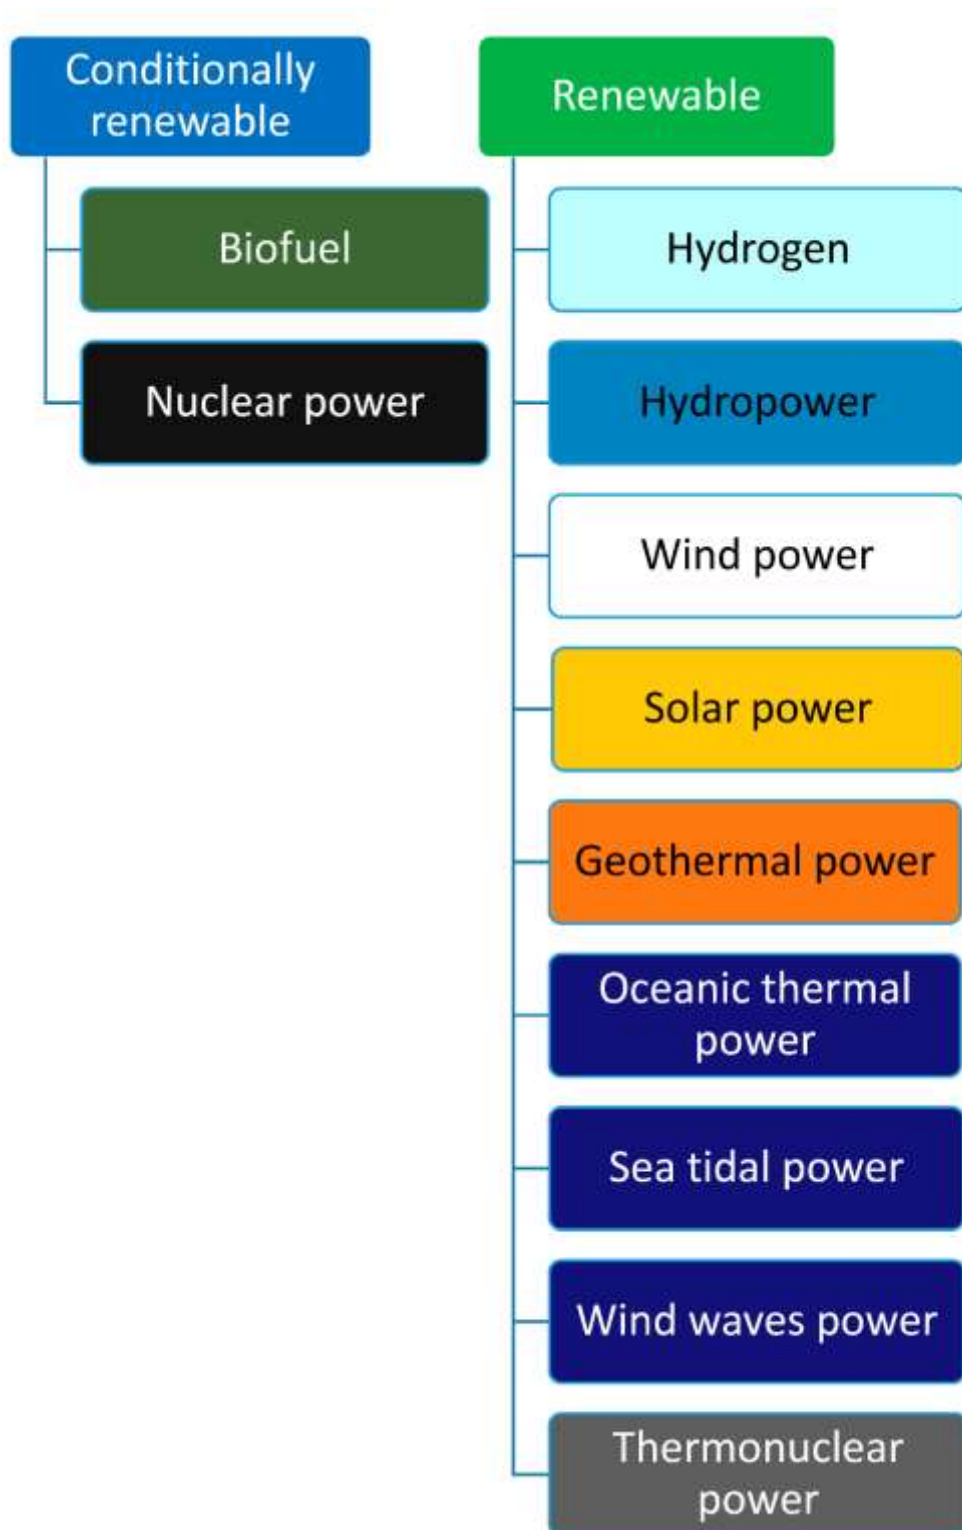 Conditionally
renewable
Biofuel
Nuclear power
Renewable
Hydrogen
Hydropower
Wind power
Solar power
Geothermal power
Oceanic thermal
power
Sea tidal power
Wind waves power
Thermonuclear
power